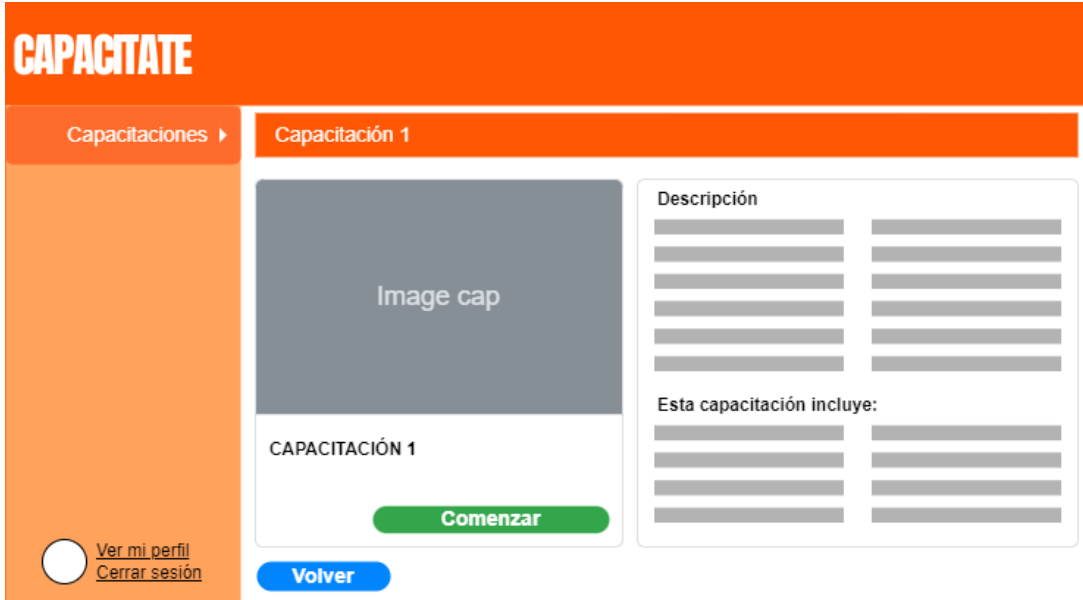 CAPACITATE
Capacitaciones
Capacitación 1
Image cap
CAPACITACIÓN 1
Comenzar
Descripción
Esta capacitación incluye:
Ver mi perfil
Cerrar sesión
Volver